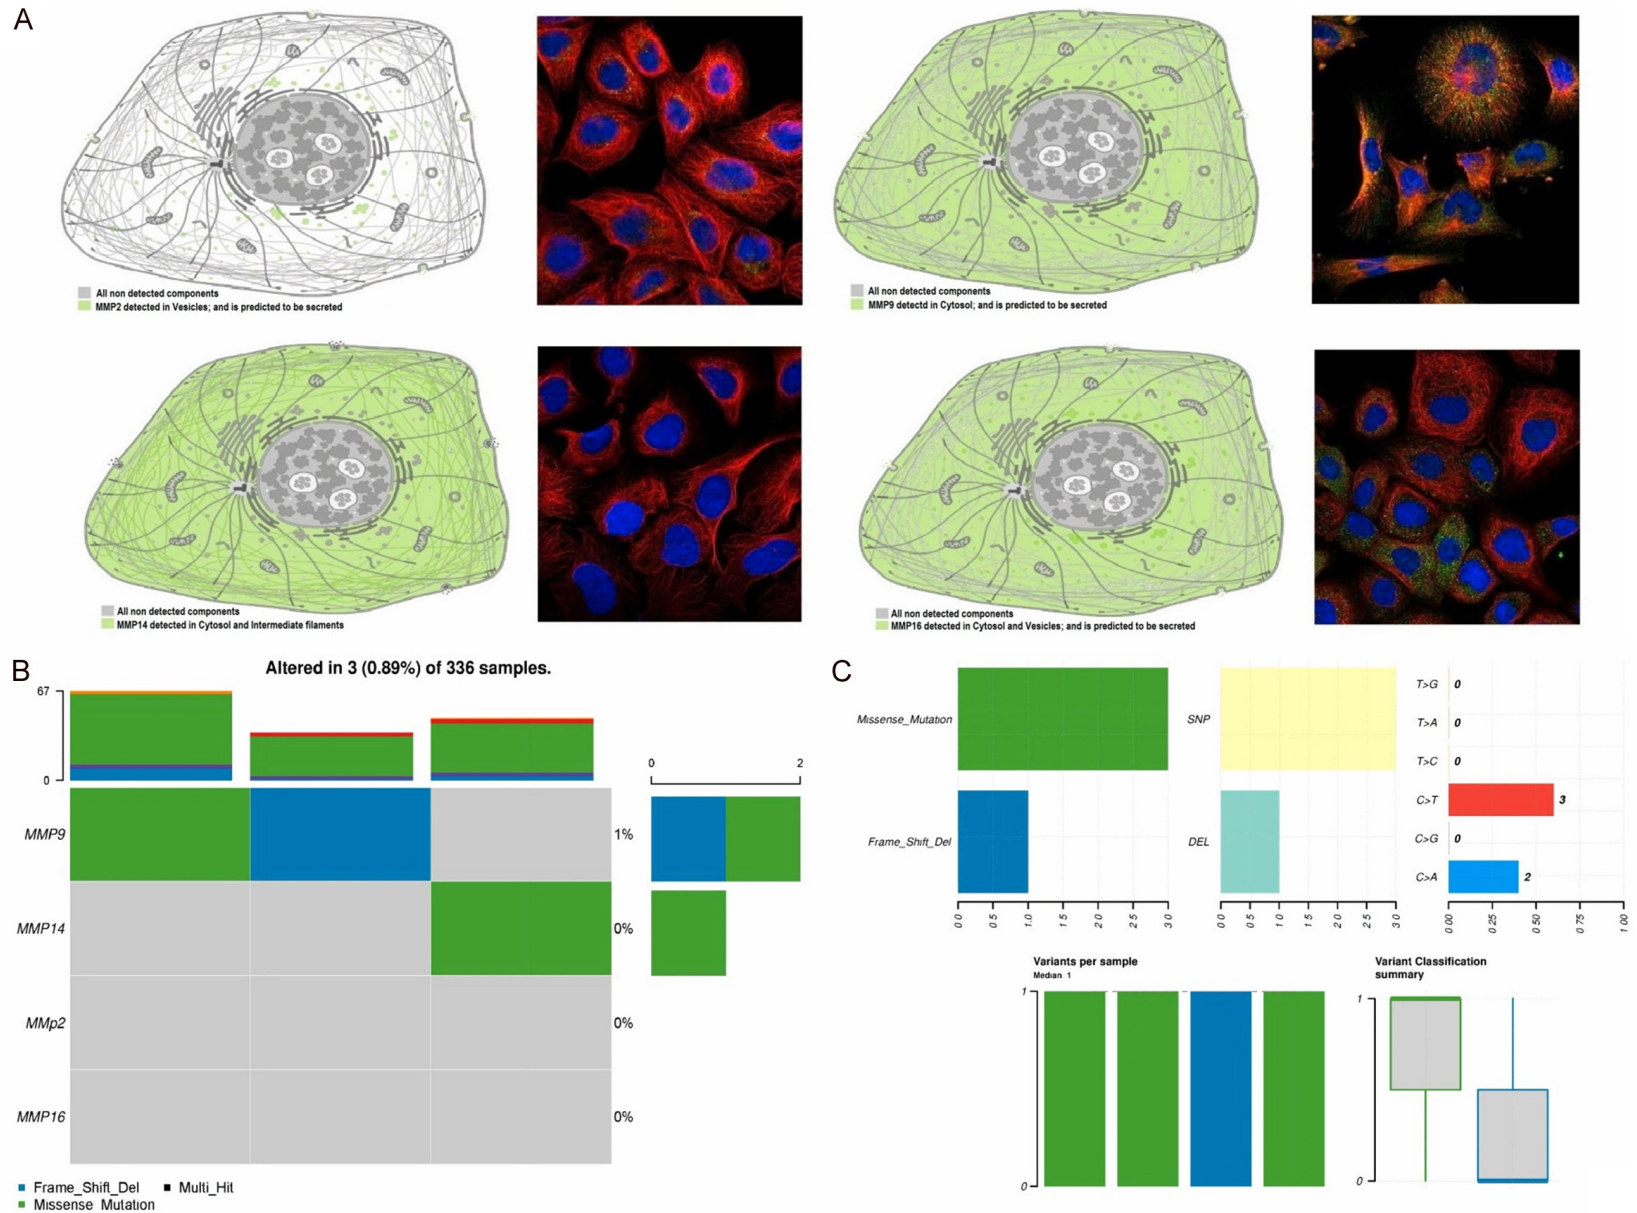 A
All non detected components
MMP2 detected in Vesicles; and is predicted to be secreted
All non detected components
MMP9 detectd in Cytosol; and is predicted to be secreted
All non detected components
MMP14 detected in Cytosol and Intermediate filaments
All non detected components
MMP16 detected in Cytosol and Vesicles; and is predicted to be secreted
B
Altered in 3 (0.89%) of 336 samples.
67
0
0 2
MMP9 1%
MMP14 0%
MMp2 0%
MMP16 0%
Frame_Shift_Del Multi_Hit
Missense_Mutation
C
Missense_Mutation
Frame_Shift_Del
0 0 0 5 1 0 1 5 2 0 2 5 3 0
SNP
DEL
0 0 0 5 1 0 1 5 2 0 2 5 3 0
T>G 0
T>A 0
T>C 0
C>T 3
C>G 0
C>A 2
0 00 0 25 0 50 0 75 1 00
Variants per sample
Median 1
1
0
Variant Classification
summary
1
0